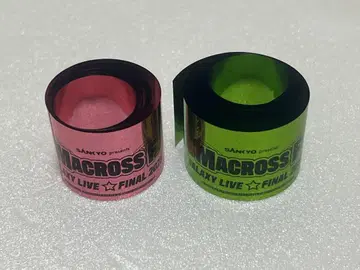 SANKYO presents
MACROSS F
GALAXY LIVE ☆ FINAL
SANKYO presents
MACROSS
GALAXY LIVE ☆ FINAL